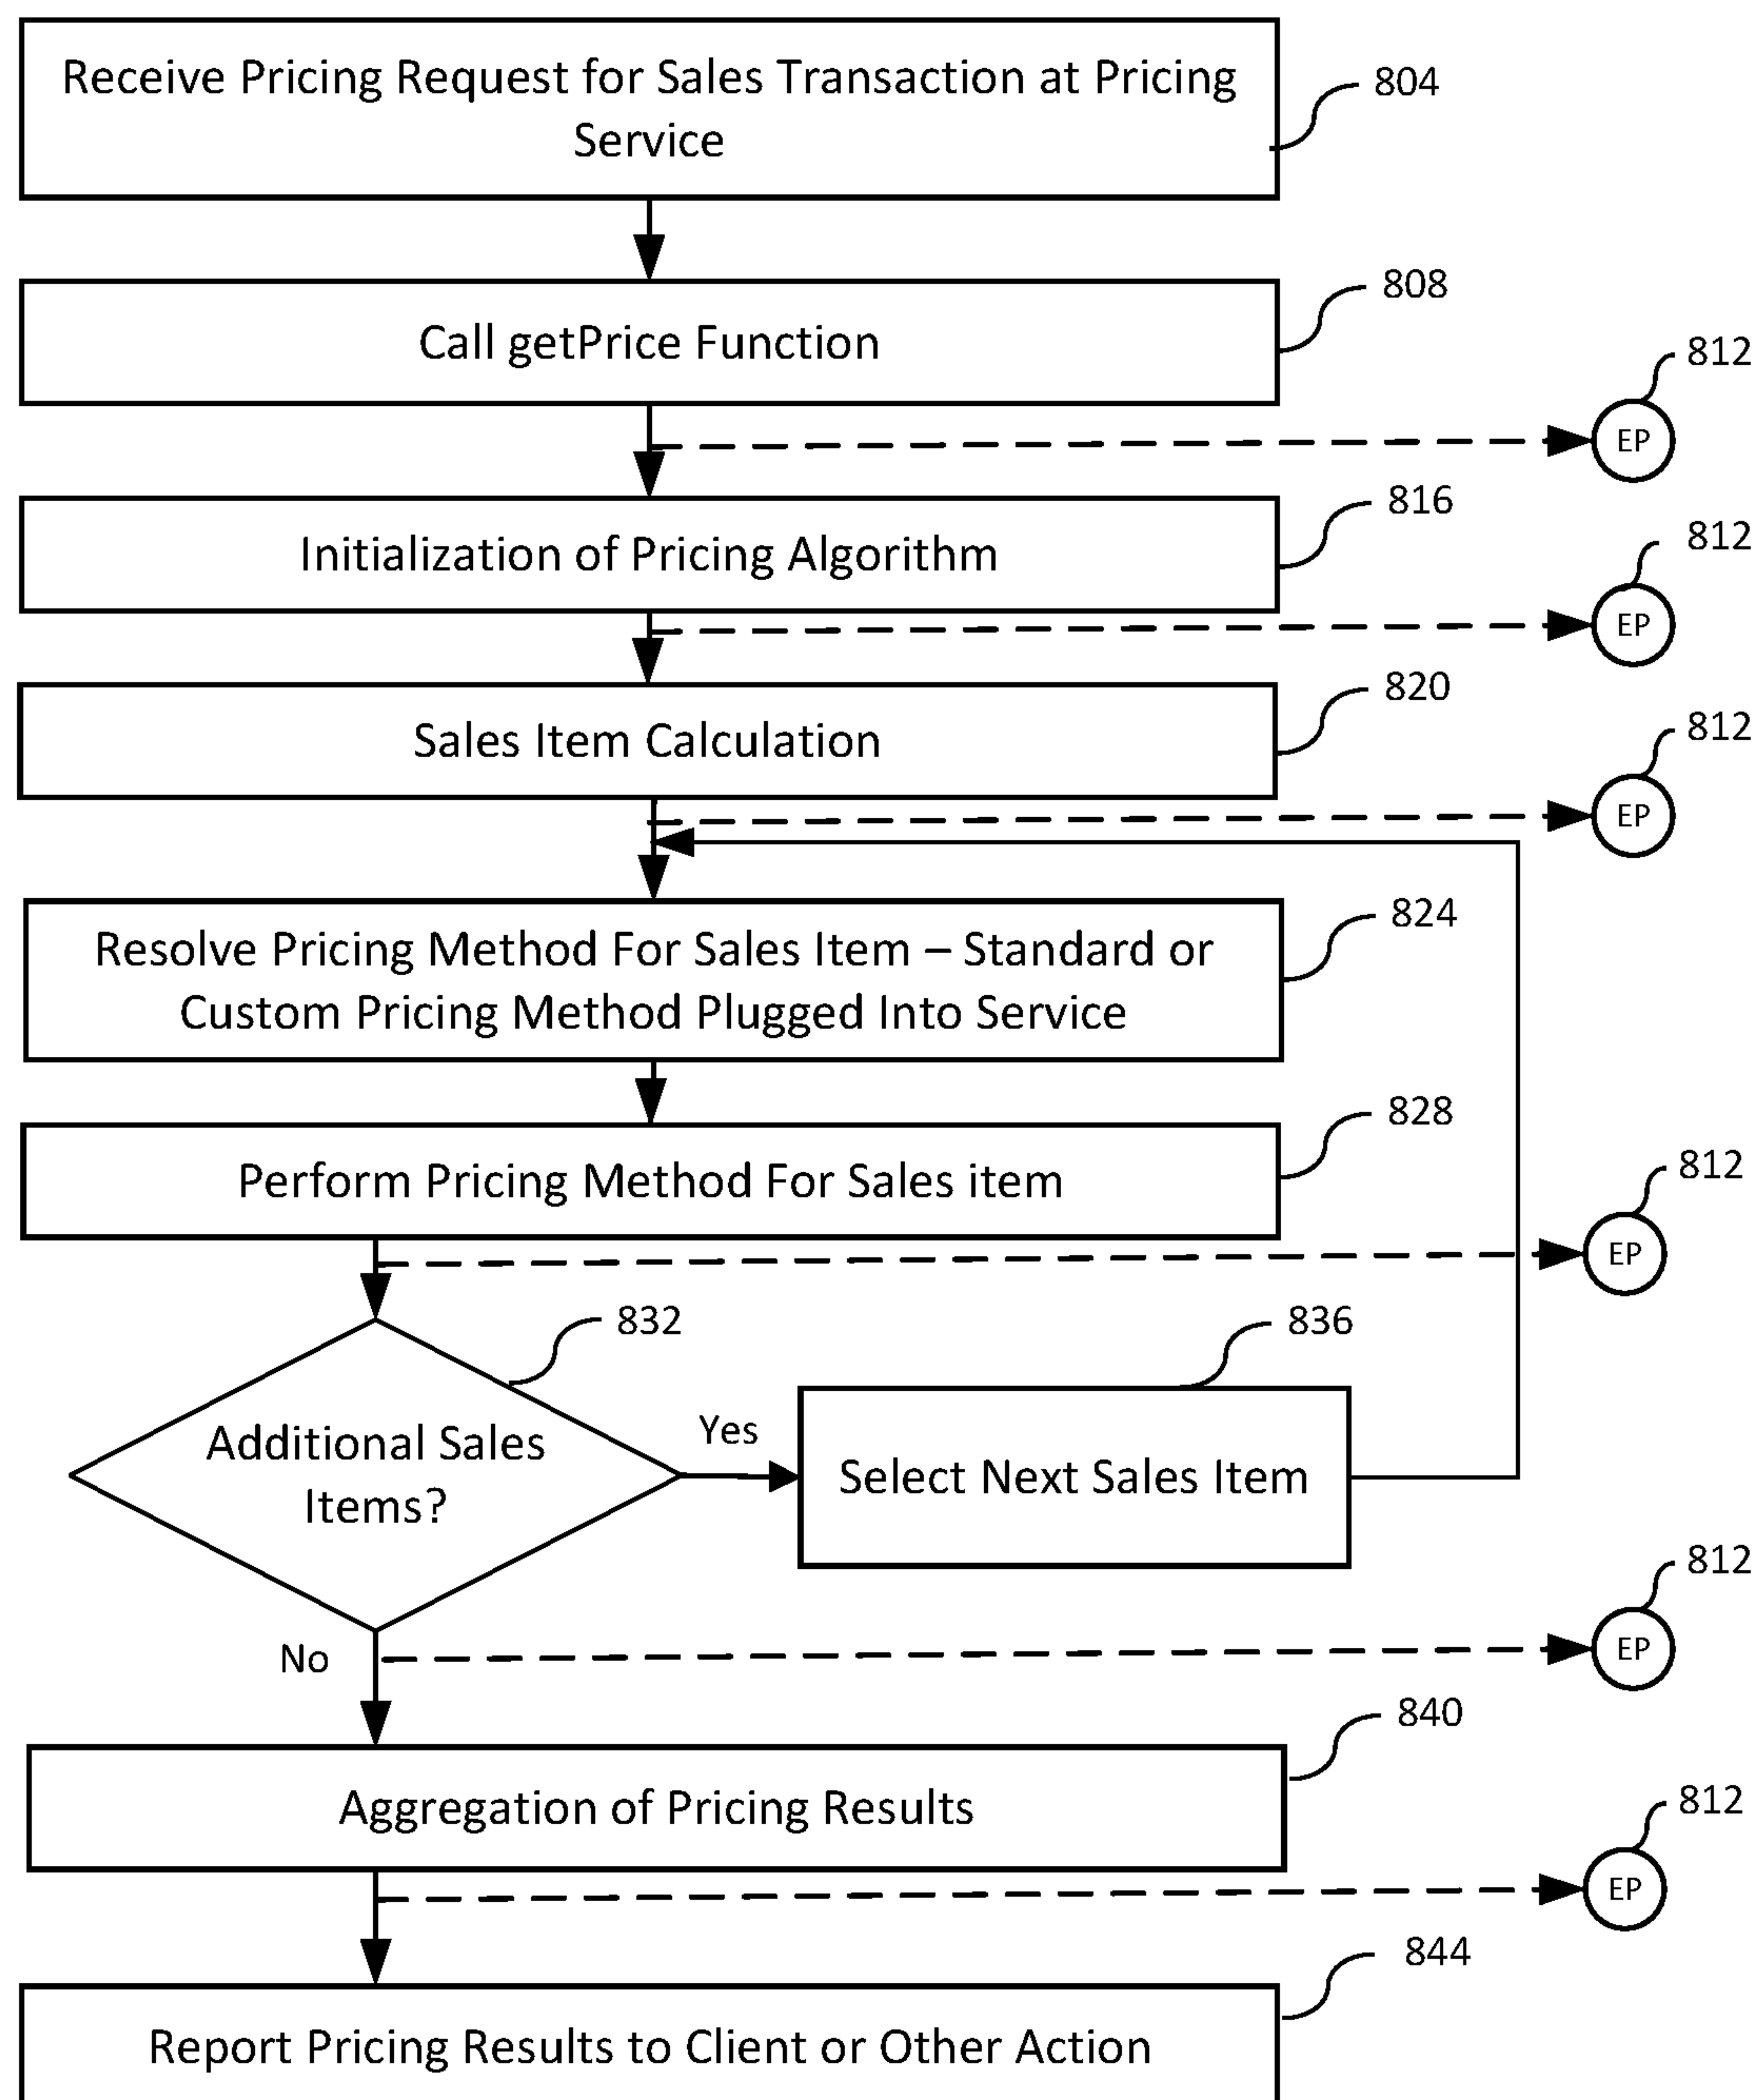 Receive Pricing Request for Sales Transaction at Pricing
Service
804
Call getPrice Function
808
812
EP
Initialization of Pricing Algorithm
816
812
EP
Sales Item Calculation
820
812
EP
Resolve Pricing Method For Sales Item – Standard or
Custom Pricing Method Plugged Into Service
824
Perform Pricing Method For Sales item
828
812
EP
Additional Sales
Items?
832
Yes
Select Next Sales Item
836
No
812
EP
Aggregation of Pricing Results
840
812
EP
Report Pricing Results to Client or Other Action
844